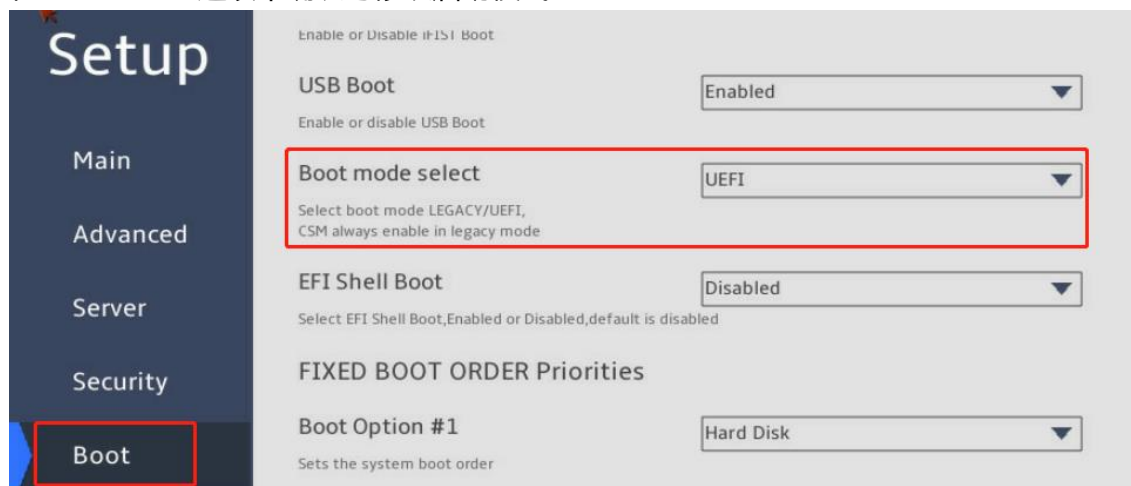 Setup
Main
Advanced
Server
Security
Boot
Enable or Disable iFIST Boot
USB Boot
Enabled
Enable or disable USB Boot
Boot mode select
UEFI
Select boot mode LEGACY/UEFI,
CSM always enable in legacy mode
EFI Shell Boot
Disabled
Select EFI Shell Boot,Enabled or Disabled,default is disabled
FIXED BOOT ORDER Priorities
Boot Option #1
Hard Disk
Sets the system boot order